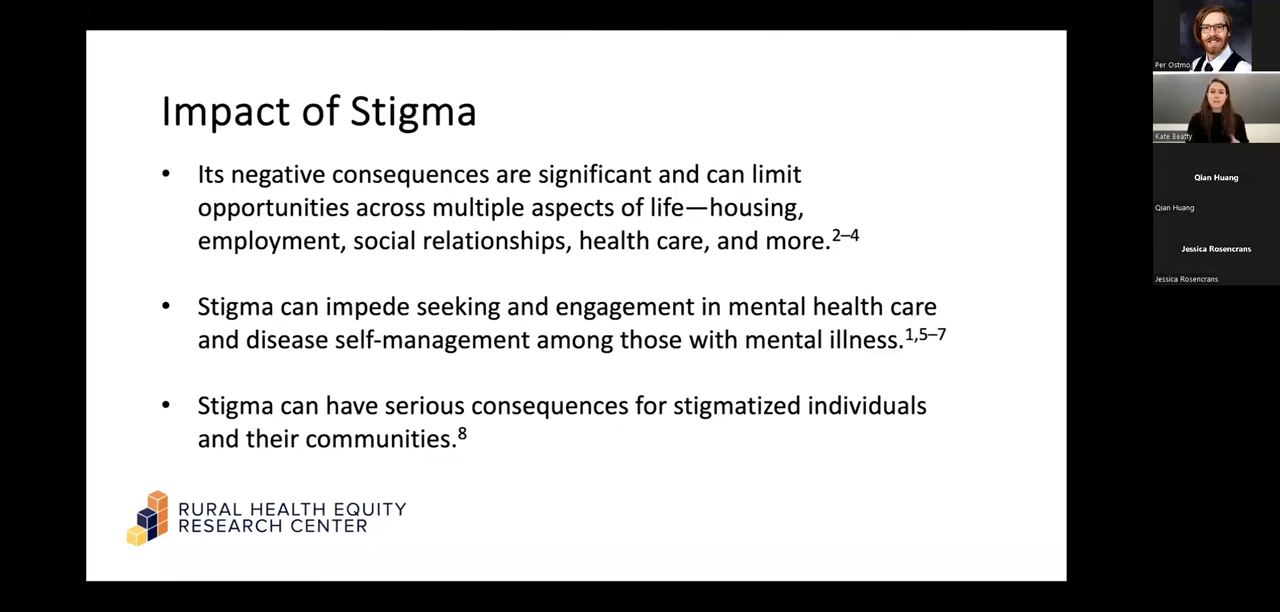 Impact of Stigma
• Its negative consequences are significant and can limit
opportunities across multiple aspects of life—housing,
employment, social relationships, health care, and more.2–4
• Stigma can impede seeking and engagement in mental health care
and disease self-management among those with mental illness.1,5–7
• Stigma can have serious consequences for stigmatized individuals
and their communities.8
RURAL HEALTH EQUITY
RESEARCH CENTER
Per Ostmo
Kate Beatty
Qian Huang
Qian Huang
Jessica Rosencrans
Jessica Rosencrans